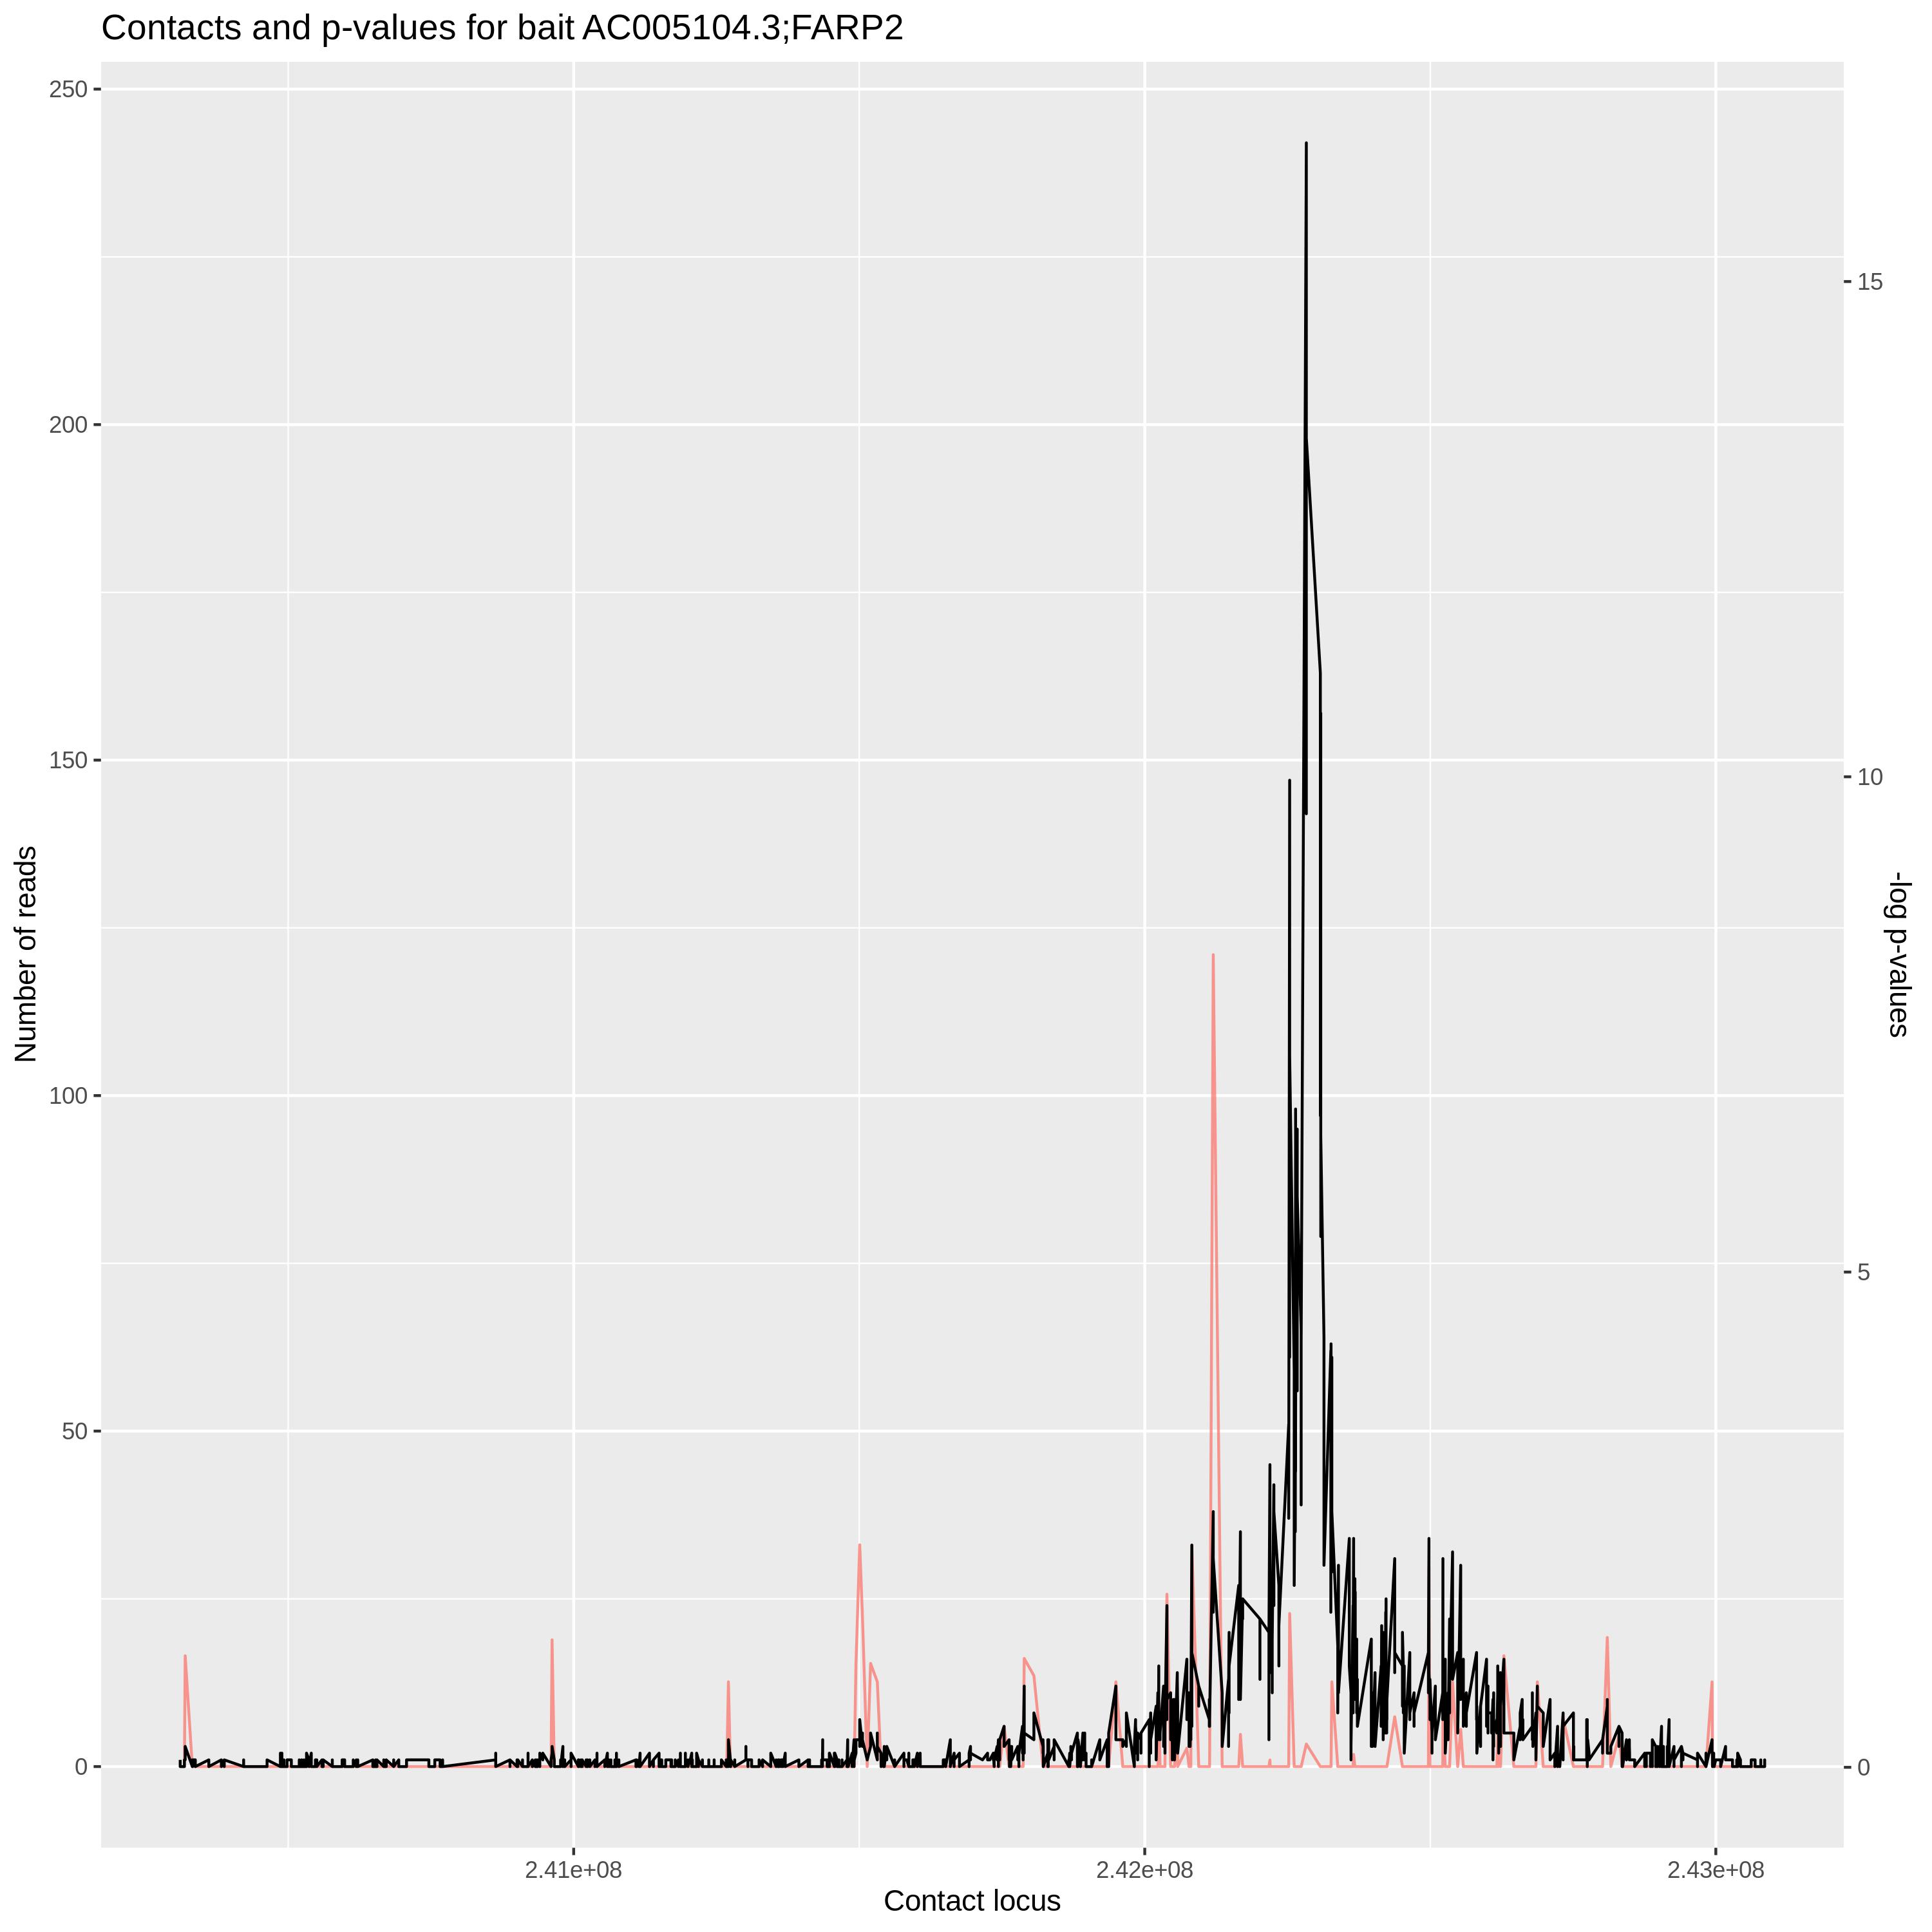 Contacts and p-values for bait AC005104.3;FARP2
250
200
150
100
50
0
Number of reads
15
10
5
0
-log p-values
2.41e+08
2.42e+08
2.43e+08
Contact locus